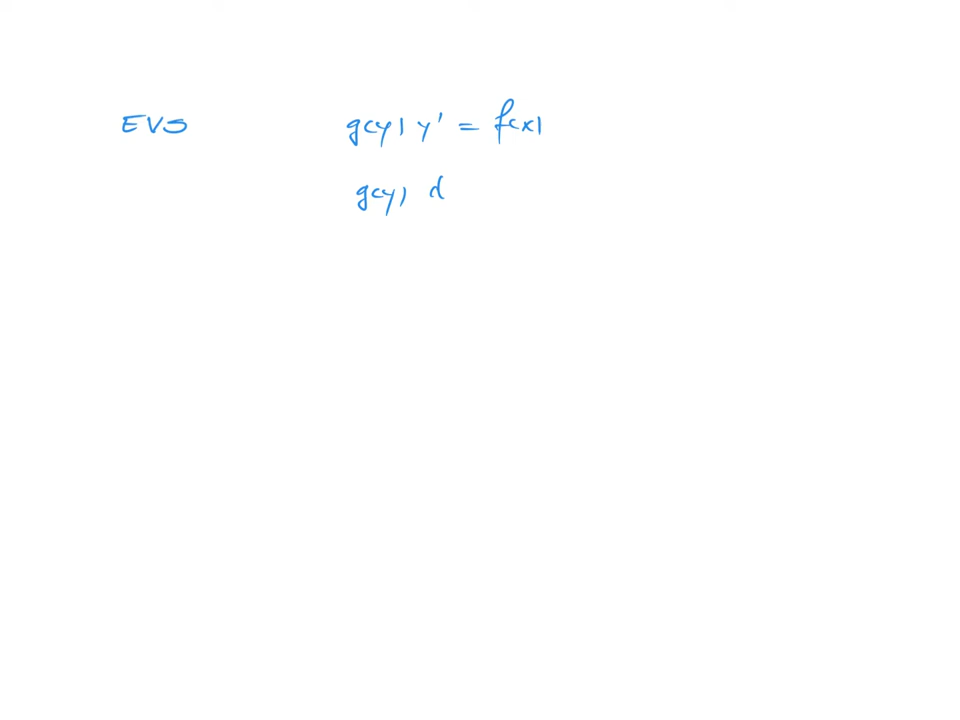 EVS g(y) y' = f(x)
g(y) d